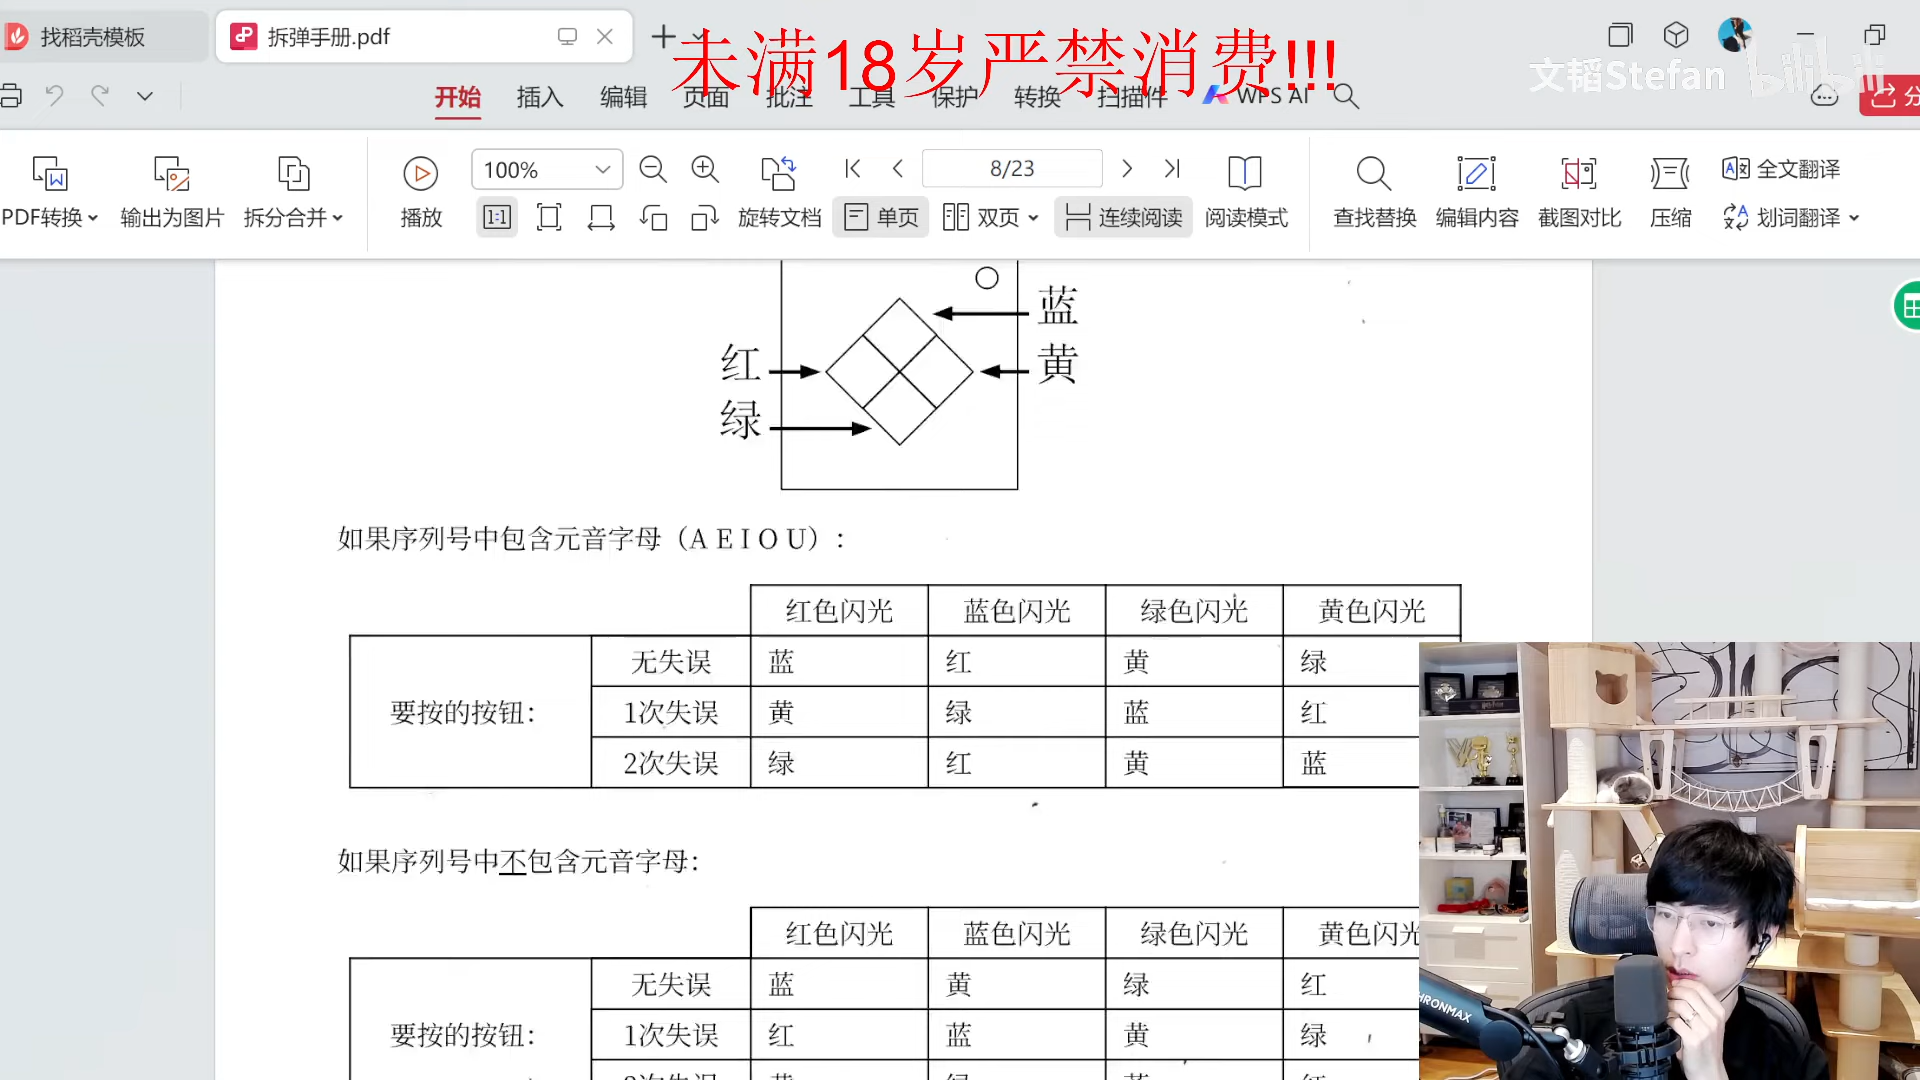 找稻壳模板
拆弹手册.pdf
未满18岁严禁消费!!!
文韬Stefan bilibili
开始 插入 编辑 页面 批注 工具 保护 转换 扫描件 WPS AI
100%
8/23
全文翻译
PDF转换 输出为图片 拆分合并 播放 旋转文档 单页 双页 连续阅读 阅读模式 查找替换 编辑内容 截图对比 压缩 划词翻译
蓝
红 黄
绿
如果序列号中包含元音字母（A E I O U）:
红色闪光 蓝色闪光 绿色闪光 黄色闪光
无失误 蓝 红 黄 绿
要按的按钮: 1次失误 黄 绿 蓝 红
2次失误 绿 红 黄 蓝
如果序列号中不包含元音字母:
红色闪光 蓝色闪光 绿色闪光 黄色闪光
无失误 蓝 黄 绿 红
要按的按钮: 1次失误 红 蓝 黄 绿